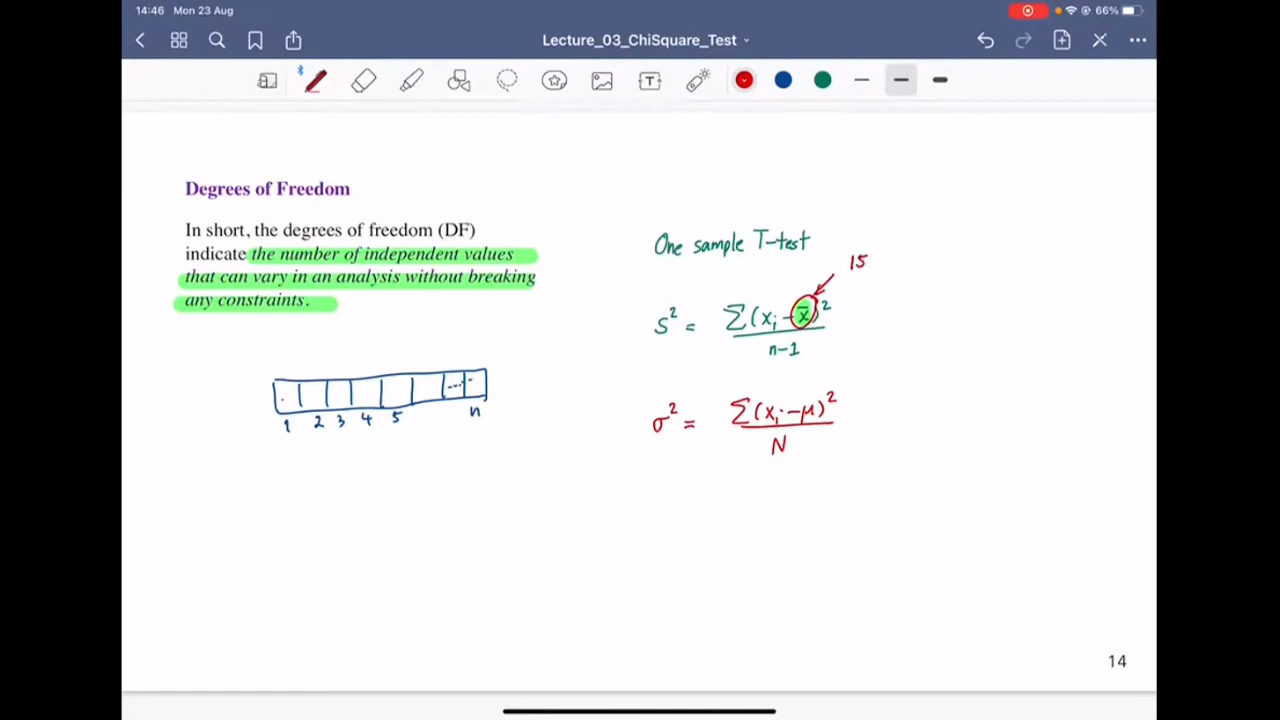 14:46 Mon 23 Aug
66%
Lecture_03_ChiSquare_Test
Degrees of Freedom
In short, the degrees of freedom (DF)
indicate the number of independent values
that can vary in an analysis without breaking
any constraints.
1 2 3 4 5 n
One sample T-test
15
s² = Σ(xᵢ - x̄)²
n-1
σ² = Σ(xᵢ - μ)²
N
14